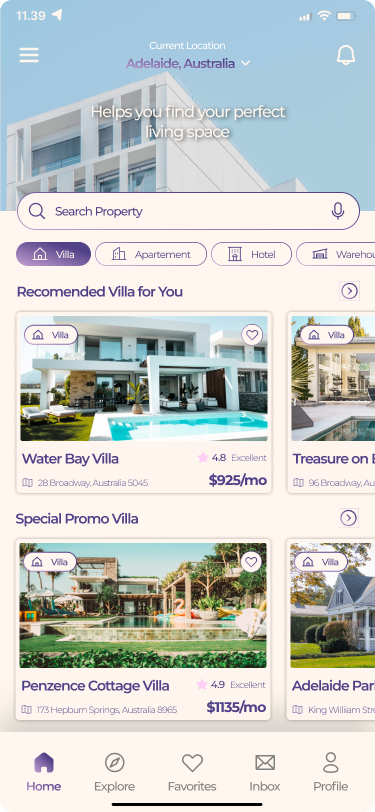 11.39
Current Location
Adelaide, Australia
Helps you find your perfect
living space
Search Property
Villa
Apartement
Hotel
Warehou
Recomended Villa for You
Villa
Villa
Water Bay Villa
4.8 Excellent
Treasure on
28 Broadway, Australia 5045
$925/mo
96 Broadway, Au
Special Promo Villa
Villa
Villa
Penzence Cottage Villa
4.9 Excellent
Adelaide Par
173 Hepburn Springs, Australia 8965
$1135/mo
King William Stre
Home
Explore
Favorites
Inbox
Profile